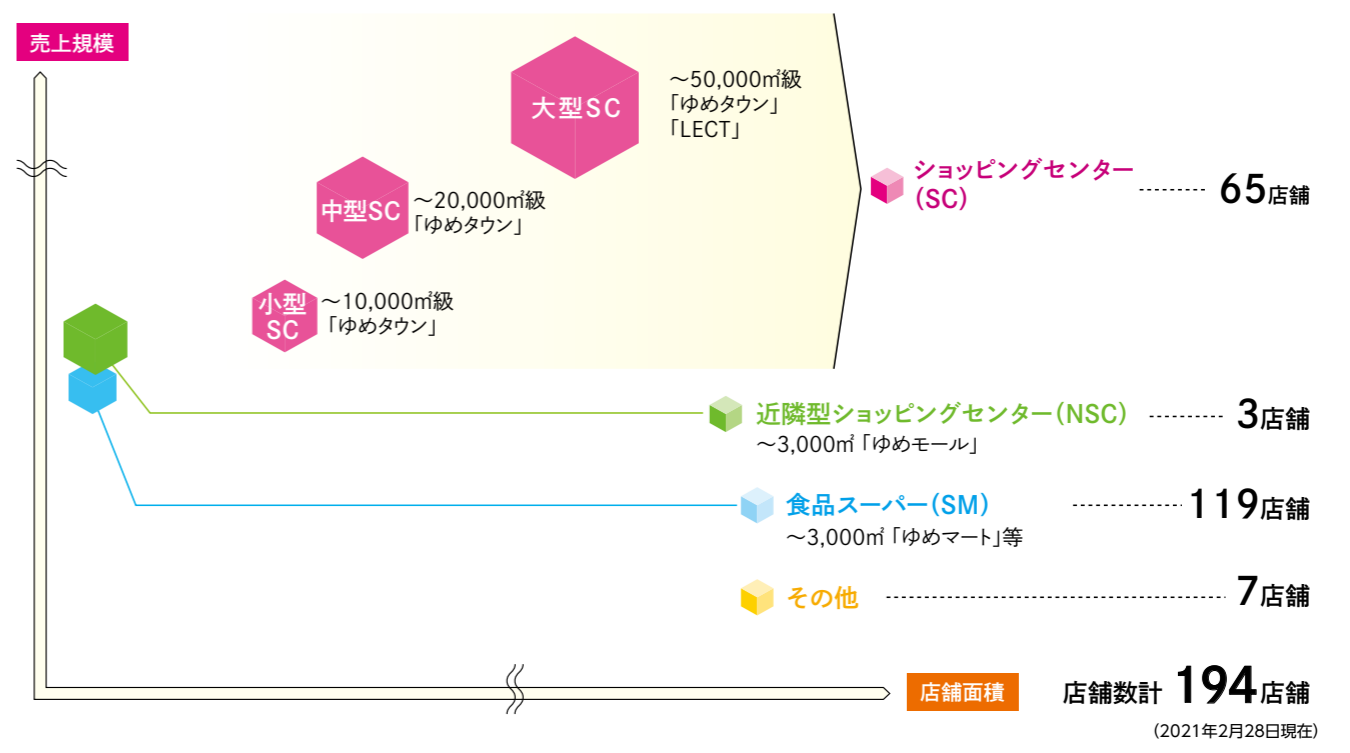 売上規模
大型SC
～50,000㎡級
「ゆめタウン」
「LECT」
中型SC
～20,000㎡級
「ゆめタウン」
小型
SC
～10,000㎡級
「ゆめタウン」
ショッピングセンター
(SC)
65店舗
近隣型ショッピングセンター(NSC)
3店舗
～3,000㎡「ゆめモール」
食品スーパー(SM)
119店舗
～3,000㎡「ゆめマート」等
その他
7店舗
店舗面積
店舗数計 194店舗
(2021年2月28日現在)